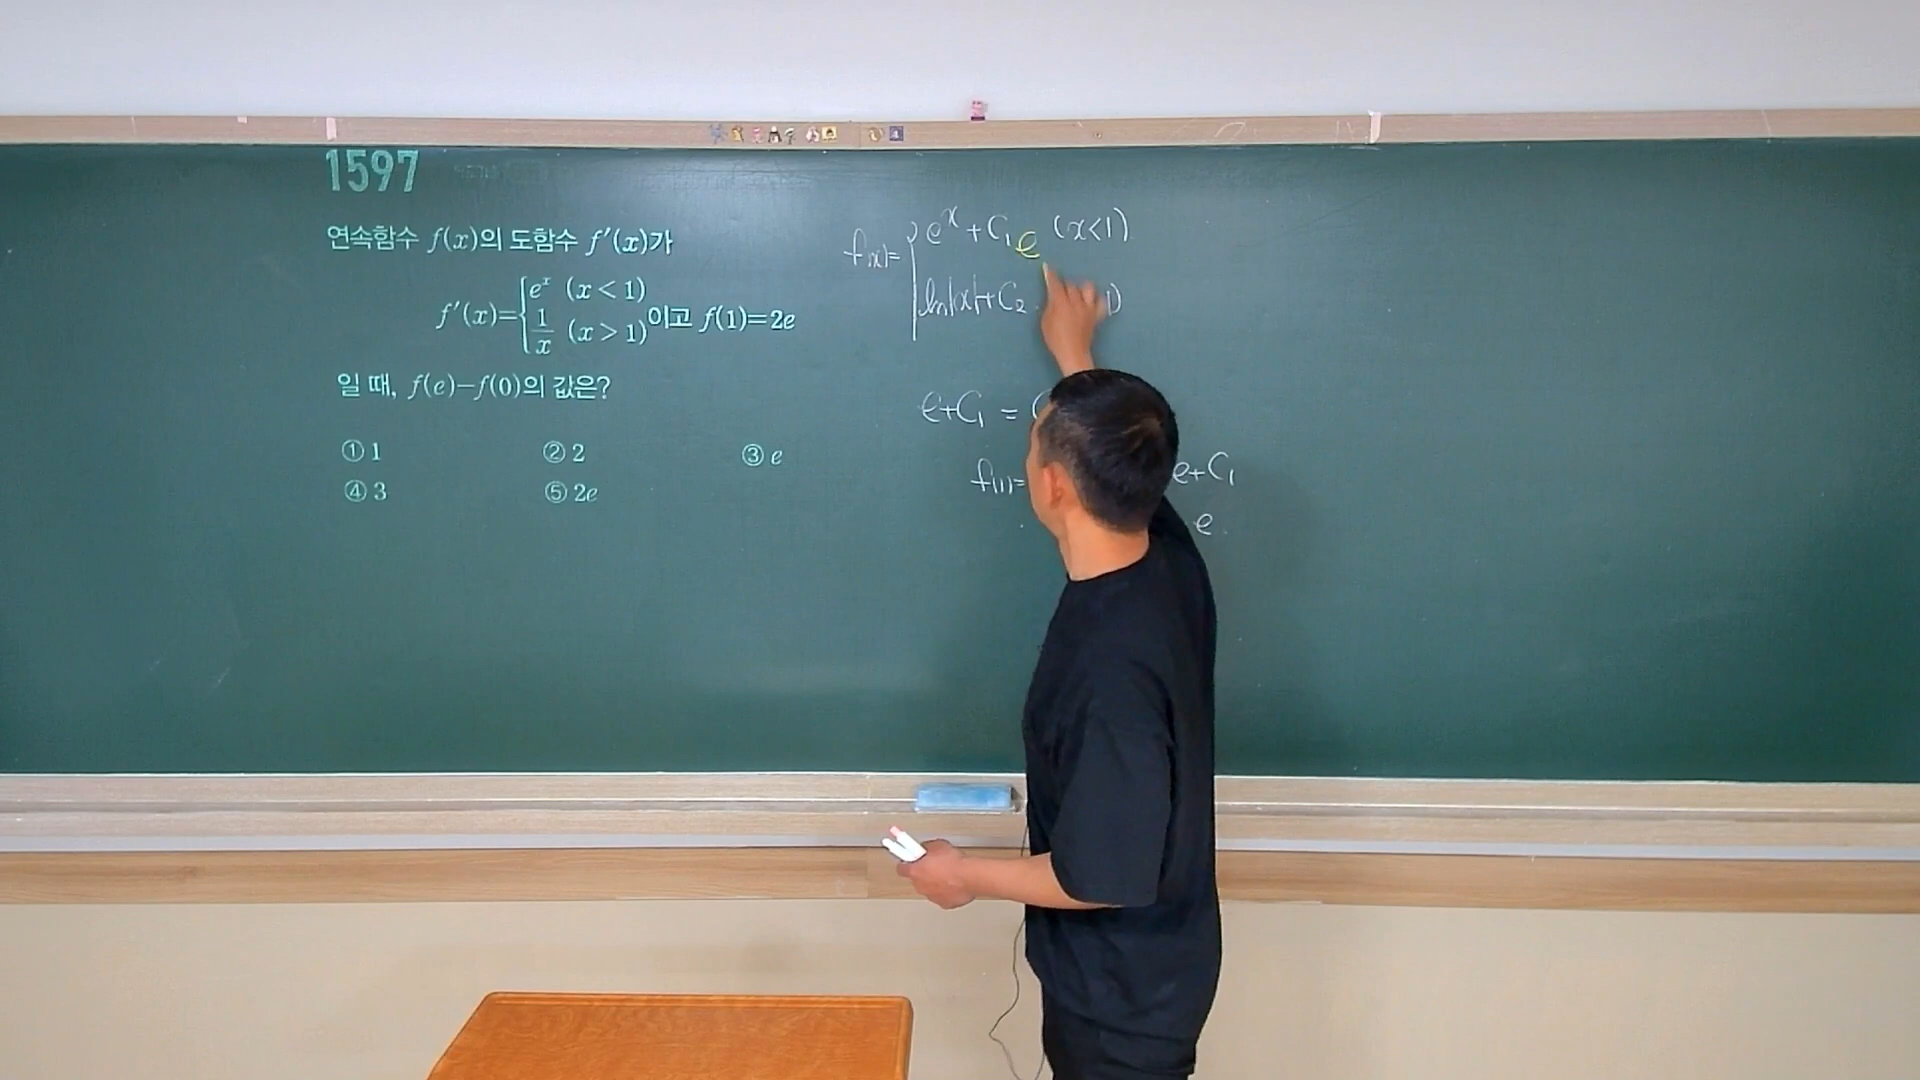 1597
연속함수 f(x)의 도함수 f'(x)가
f'(x)={e^x (x<1)
1/x (x>1) 이고 f(1)=2e
일 때, f(e)-f(0)의 값은?
① 1 ② 2 ③ e
④ 3 ⑤ 2e
f(x)= e^x+C₁ e (x<1)
ln|x|+C₂ 1)
e+C₁ =
f(1)= e+C₁
e.